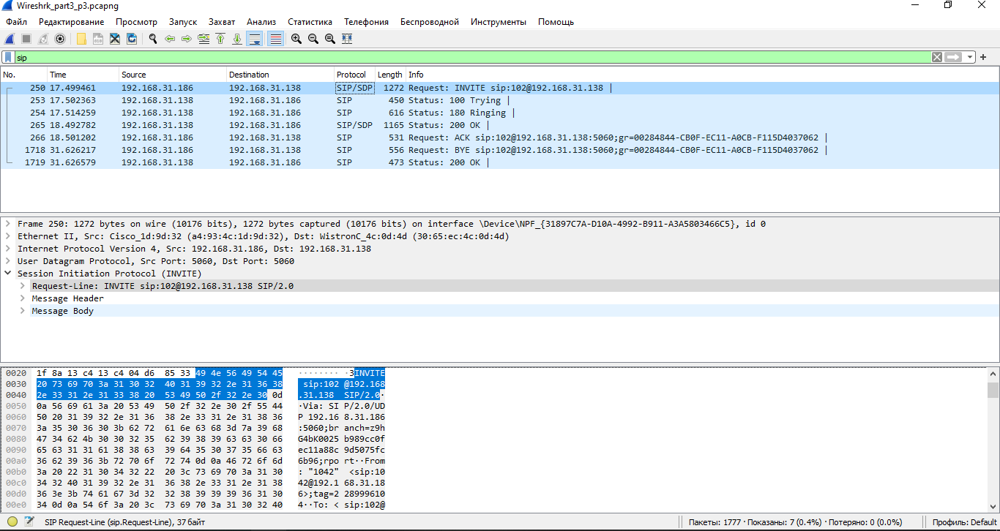 Wireshrk_part3_p3.pcapng
Файл Редактирование Просмотр Запуск Захват Анализ Статистика Телефония Беспроводной Инструменты Помощь
sip
No. Time Source Destination Protocol Length Info
250 17.499461 192.168.31.186 192.168.31.138 SIP/SDP 1272 Request: INVITE sip:102@192.168.31.138 |
253 17.502363 192.168.31.138 192.168.31.186 SIP 450 Status: 100 Trying |
254 17.514259 192.168.31.138 192.168.31.186 SIP 616 Status: 180 Ringing |
265 18.492782 192.168.31.138 192.168.31.186 SIP/SDP 1165 Status: 200 OK |
266 18.501202 192.168.31.186 192.168.31.138 SIP 531 Request: ACK sip:102@192.168.31.138:5060;gr=00284844-CB0F-EC11-A0CB-F115D4037062 |
1718 31.626217 192.168.31.186 192.168.31.138 SIP 556 Request: BYE sip:102@192.168.31.138:5060;gr=00284844-CB0F-EC11-A0CB-F115D4037062 |
1719 31.626579 192.168.31.138 192.168.31.186 SIP 473 Status: 200 OK |
Frame 250: 1272 bytes on wire (10176 bits), 1272 bytes captured (10176 bits) on interface \Device\NPF_{31897C7A-D10A-4992-B911-A3A5803466C5}, id 0
Ethernet II, Src: Cisco_1d:9d:32 (a4:93:4c:1d:9d:32), Dst: WistronC_4c:0d:4d (30:65:ec:4c:0d:4d)
Internet Protocol Version 4, Src: 192.168.31.186, Dst: 192.168.31.138
User Datagram Protocol, Src Port: 5060, Dst Port: 5060
Session Initiation Protocol (INVITE)
Request-Line: INVITE sip:102@192.168.31.138 SIP/2.0
Message Header
Message Body
0020 1f 8a 13 c4 13 c4 04 d6 85 33 49 4e 56 49 54 45 ········ ·3INVITE
0030 20 73 69 70 3a 31 30 32 40 31 39 32 2e 31 36 38 sip:102 @192.168
0040 2e 33 31 2e 31 33 38 20 53 49 50 2f 32 2e 30 0d .31.138 SIP/2.0·
0050 0a 56 69 61 3a 20 53 49 50 2f 32 2e 30 2f 55 44 ·Via: SI P/2.0/UD
0060 50 20 31 39 32 2e 31 36 38 2e 33 31 2e 31 38 36 P 192.16 8.31.186
0070 3a 35 30 36 30 3b 62 72 61 6e 63 68 3d 7a 39 68 :5060;br anch=z9h
0080 47 34 62 4b 30 30 32 35 62 39 38 39 63 63 30 66 G4bK0025 b989cc0f
0090 65 63 31 31 61 38 38 63 39 64 35 30 37 35 66 63 ec11a88c 9d5075fc
00a0 36 62 39 36 3b 72 70 6f 72 74 0d 0a 46 72 6f 6d 6b96;rpo rt··From
00b0 3a 20 22 31 30 34 32 22 20 3c 73 69 70 3a 31 30 : "1042" <sip:10
00c0 34 32 40 31 39 32 2e 31 36 38 2e 33 31 2e 31 38 42@192.1 68.31.18
00d0 36 3e 3b 74 61 67 3d 32 32 38 39 39 39 36 31 30 6>;tag=2 28999610
00e0 34 0d 0a 54 6f 3a 20 3c 73 69 70 3a 31 30 32 40 4··To: < sip:102@
SIP Request-Line (sip.Request-Line), 37 байт Пакеты: 1777 · Показаны: 7 (0.4%) · Потеряно: 0 (0.0%) Профиль: Default